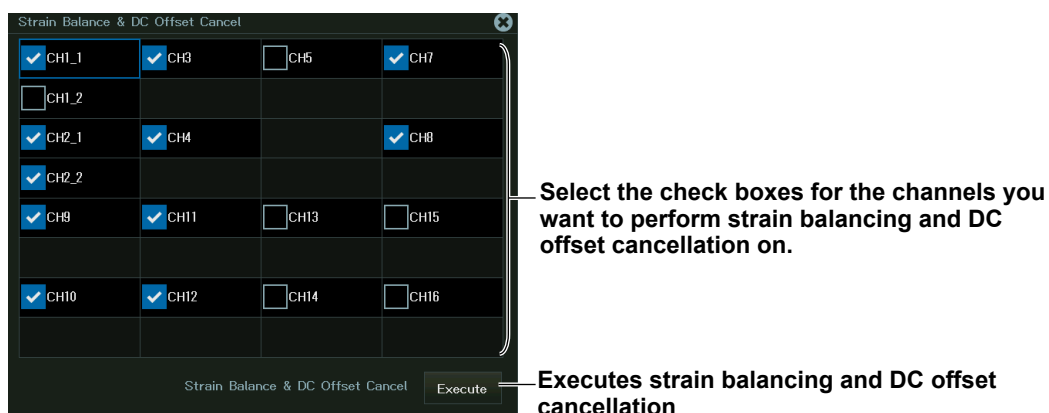 Strain Balance & DC Offset Cancel
CH1_1 CH3 CH5 CH7
CH1_2
CH2_1 CH4 CH8
CH2_2
CH9 CH11 CH13 CH15
CH10 CH12 CH14 CH16
Select the check boxes for the channels you
want to perform strain balancing and DC
offset cancellation on.
Strain Balance & DC Offset Cancel Execute
Executes strain balancing and DC offset
cancellation